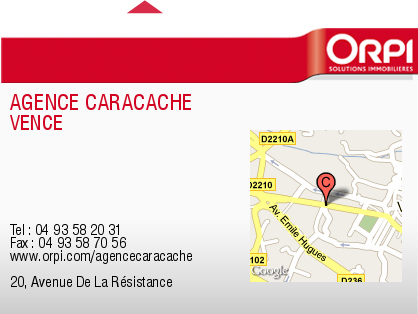 ORPI
SOLUTIONS IMMOBILIÈRES
AGENCE CARACACHE
VENCE
Tel : 04 93 58 20 31
Fax : 04 93 58 70 56
www.orpi.com/agencecaracache
20, Avenue De La Résistance
D2210A
C
D2210
V
Av. Emile Hugues
Google
D236